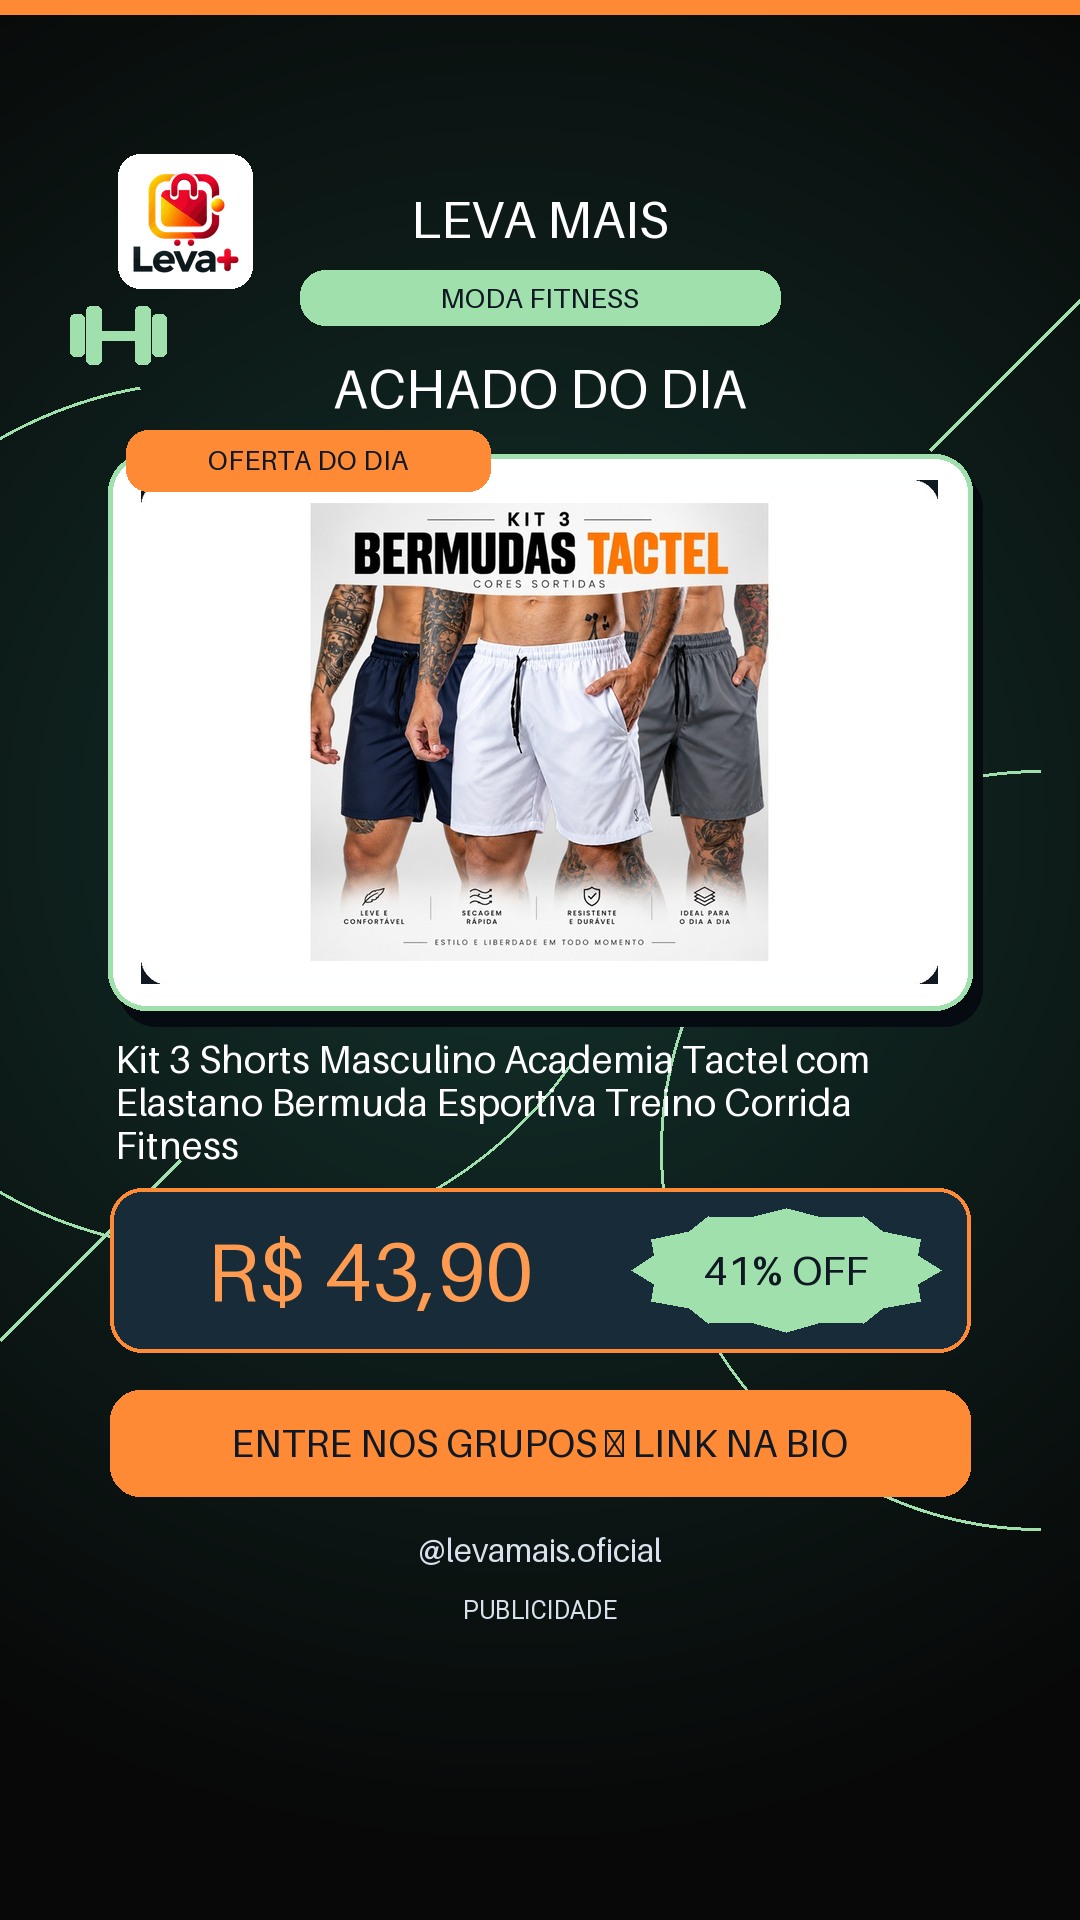 Leva+
LEVA MAIS
MODA FITNESS
ACHADO DO DIA
OFERTA DO DIA
KIT 3
BERMUDAS TACTEL
CORES SORTIDAS
LEVE E
CONFORTÁVEL
SECAGEM
RÁPIDA
RESISTENTE
E DURÁVEL
IDEAL PARA
O DIA A DIA
ESTILO E LIBERDADE EM TODO MOMENTO
Kit 3 Shorts Masculino Academia Tactel com
Elastano Bermuda Esportiva Treino Corrida
Fitness
R$ 43,90
41% OFF
ENTRE NOS GRUPOS LINK NA BIO
@levamais.oficial
PUBLICIDADE